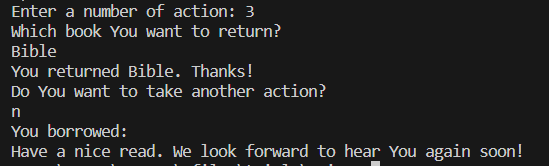 Enter a number of action: 3
Which book You want to return?
Bible
You returned Bible. Thanks!
Do You want to take another action?
n
You borrowed:
Have a nice read. We look forward to hear You again soon!